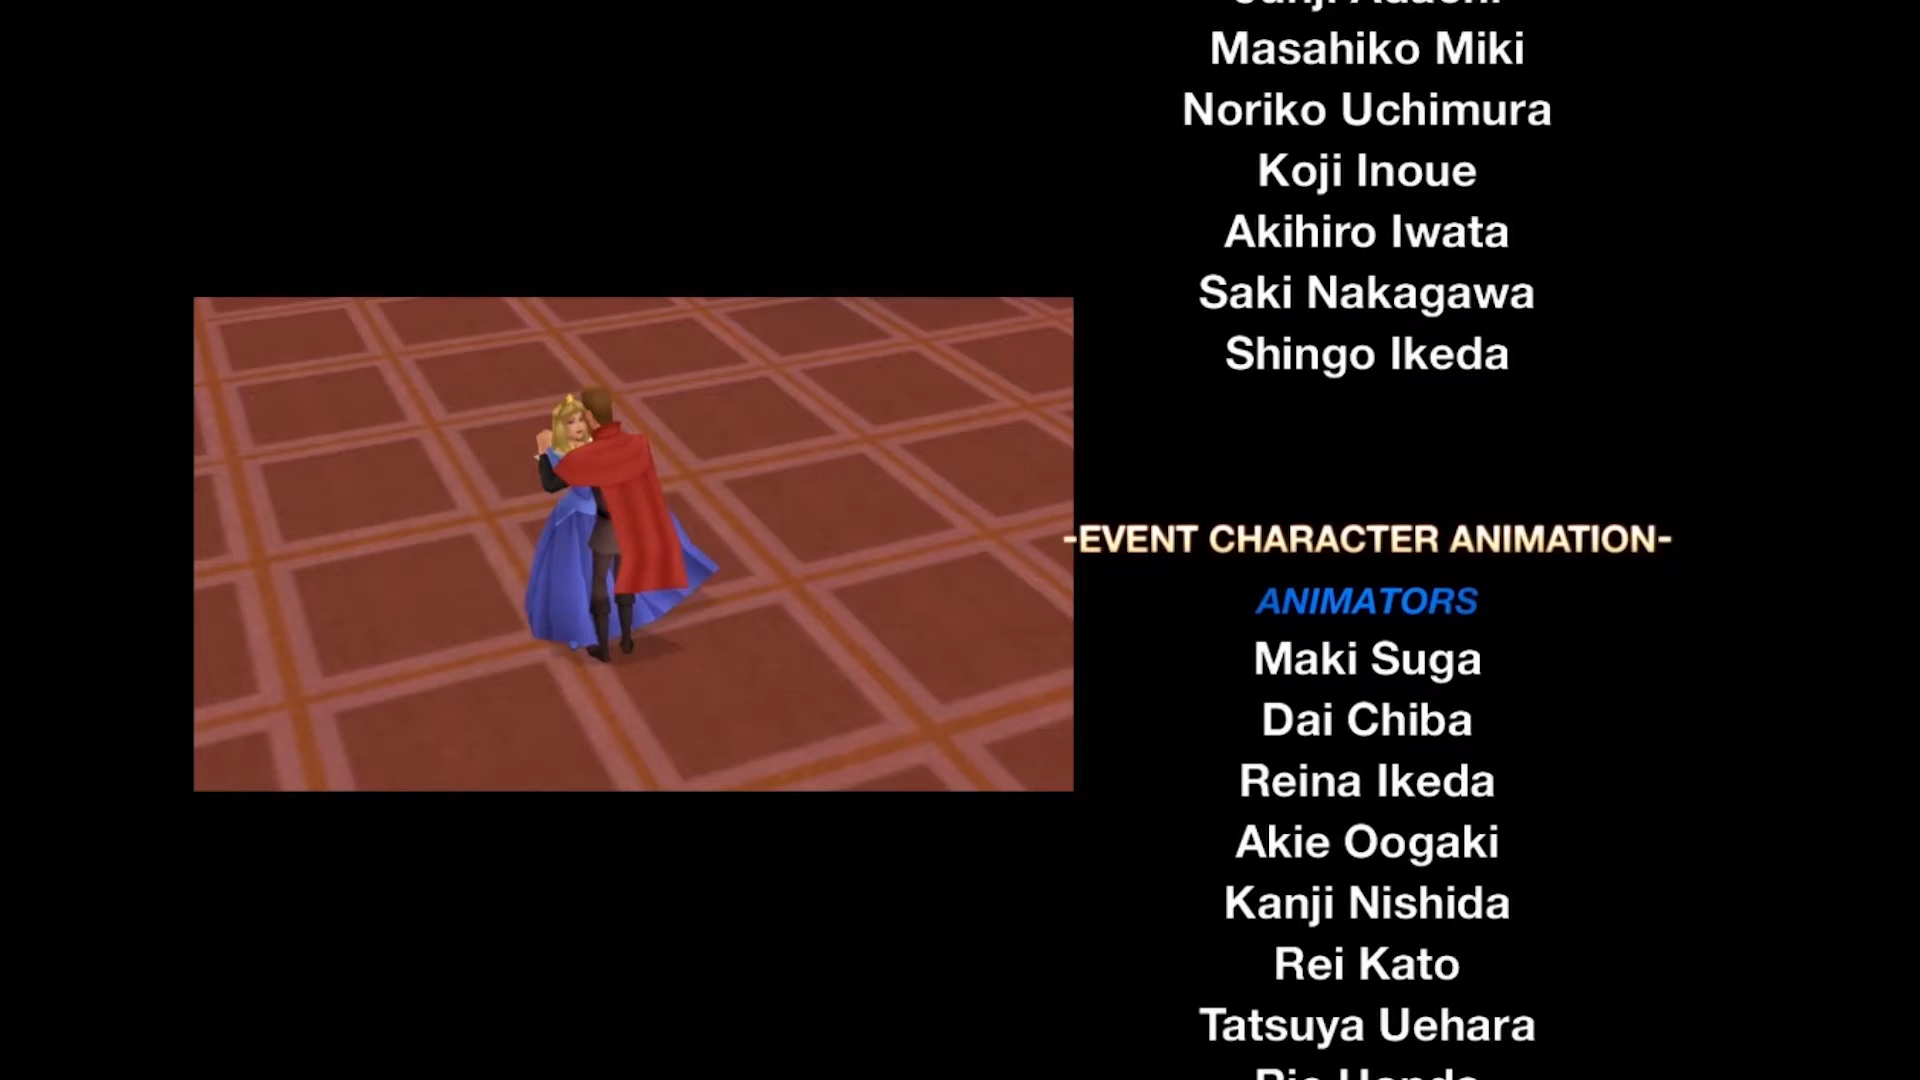 Masahiko Miki
Noriko Uchimura
Koji Inoue
Akihiro Iwata
Saki Nakagawa
Shingo Ikeda
-EVENT CHARACTER ANIMATION-
ANIMATORS
Maki Suga
Dai Chiba
Reina Ikeda
Akie Oogaki
Kanji Nishida
Rei Kato
Tatsuya Uehara